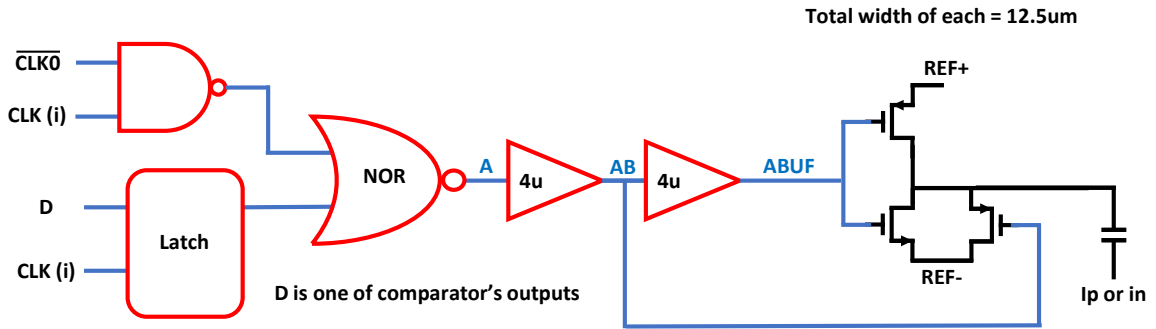 Total width of each = 12.5um
CLK0
CLK (i)
REF+
NOR
A
4u
AB
4u
ABUF
D
Latch
CLK (i)
REF-
D is one of comparator's outputs
Ip or in